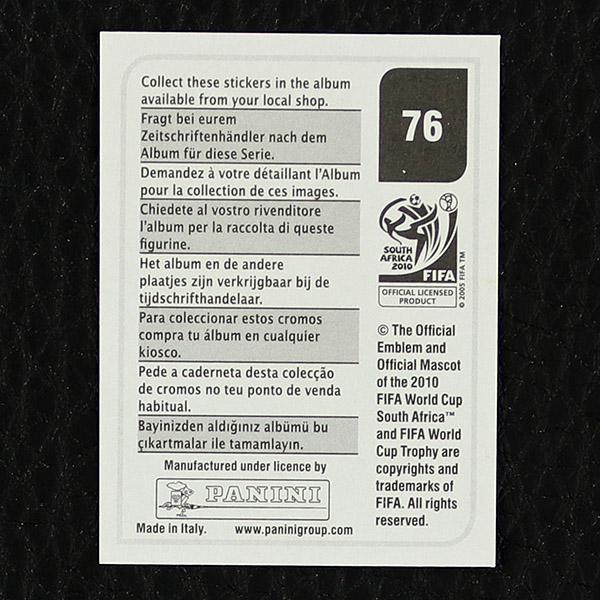 Collect these stickers in the album
available from your local shop.
Fragt bei eurem
Zeitschriftenhändler nach dem
Album für diese Serie.
Demandez à votre détaillant l'Album
pour la collection de ces images.
Chiedete al vostro rivenditore
l'album per la raccolta di queste
figurine.
Het album en de andere
plaatjes zijn verkrijgbaar bij de
tijdschrifthandelaar.
Para coleccionar estos cromos
compra tu álbum en cualquier
kiosco.
Pede a caderneta desta colecção
de cromos no teu ponto de venda
habitual.
Bayinizden aldığınız albümü bu
çıkartmalar ile tamamlayın.
Manufactured under licence by
PANINI
Made in Italy. www.paninigroup.com
76
SOUTH
AFRICA
2010
FIFA
© 2005 FIFA TM
OFFICIAL LICENSED
PRODUCT
© The Official
Emblem and
Official Mascot
of the 2010
FIFA World Cup
South Africa™
and FIFA World
Cup Trophy are
copyrights and
trademarks of
FIFA. All rights
reserved.